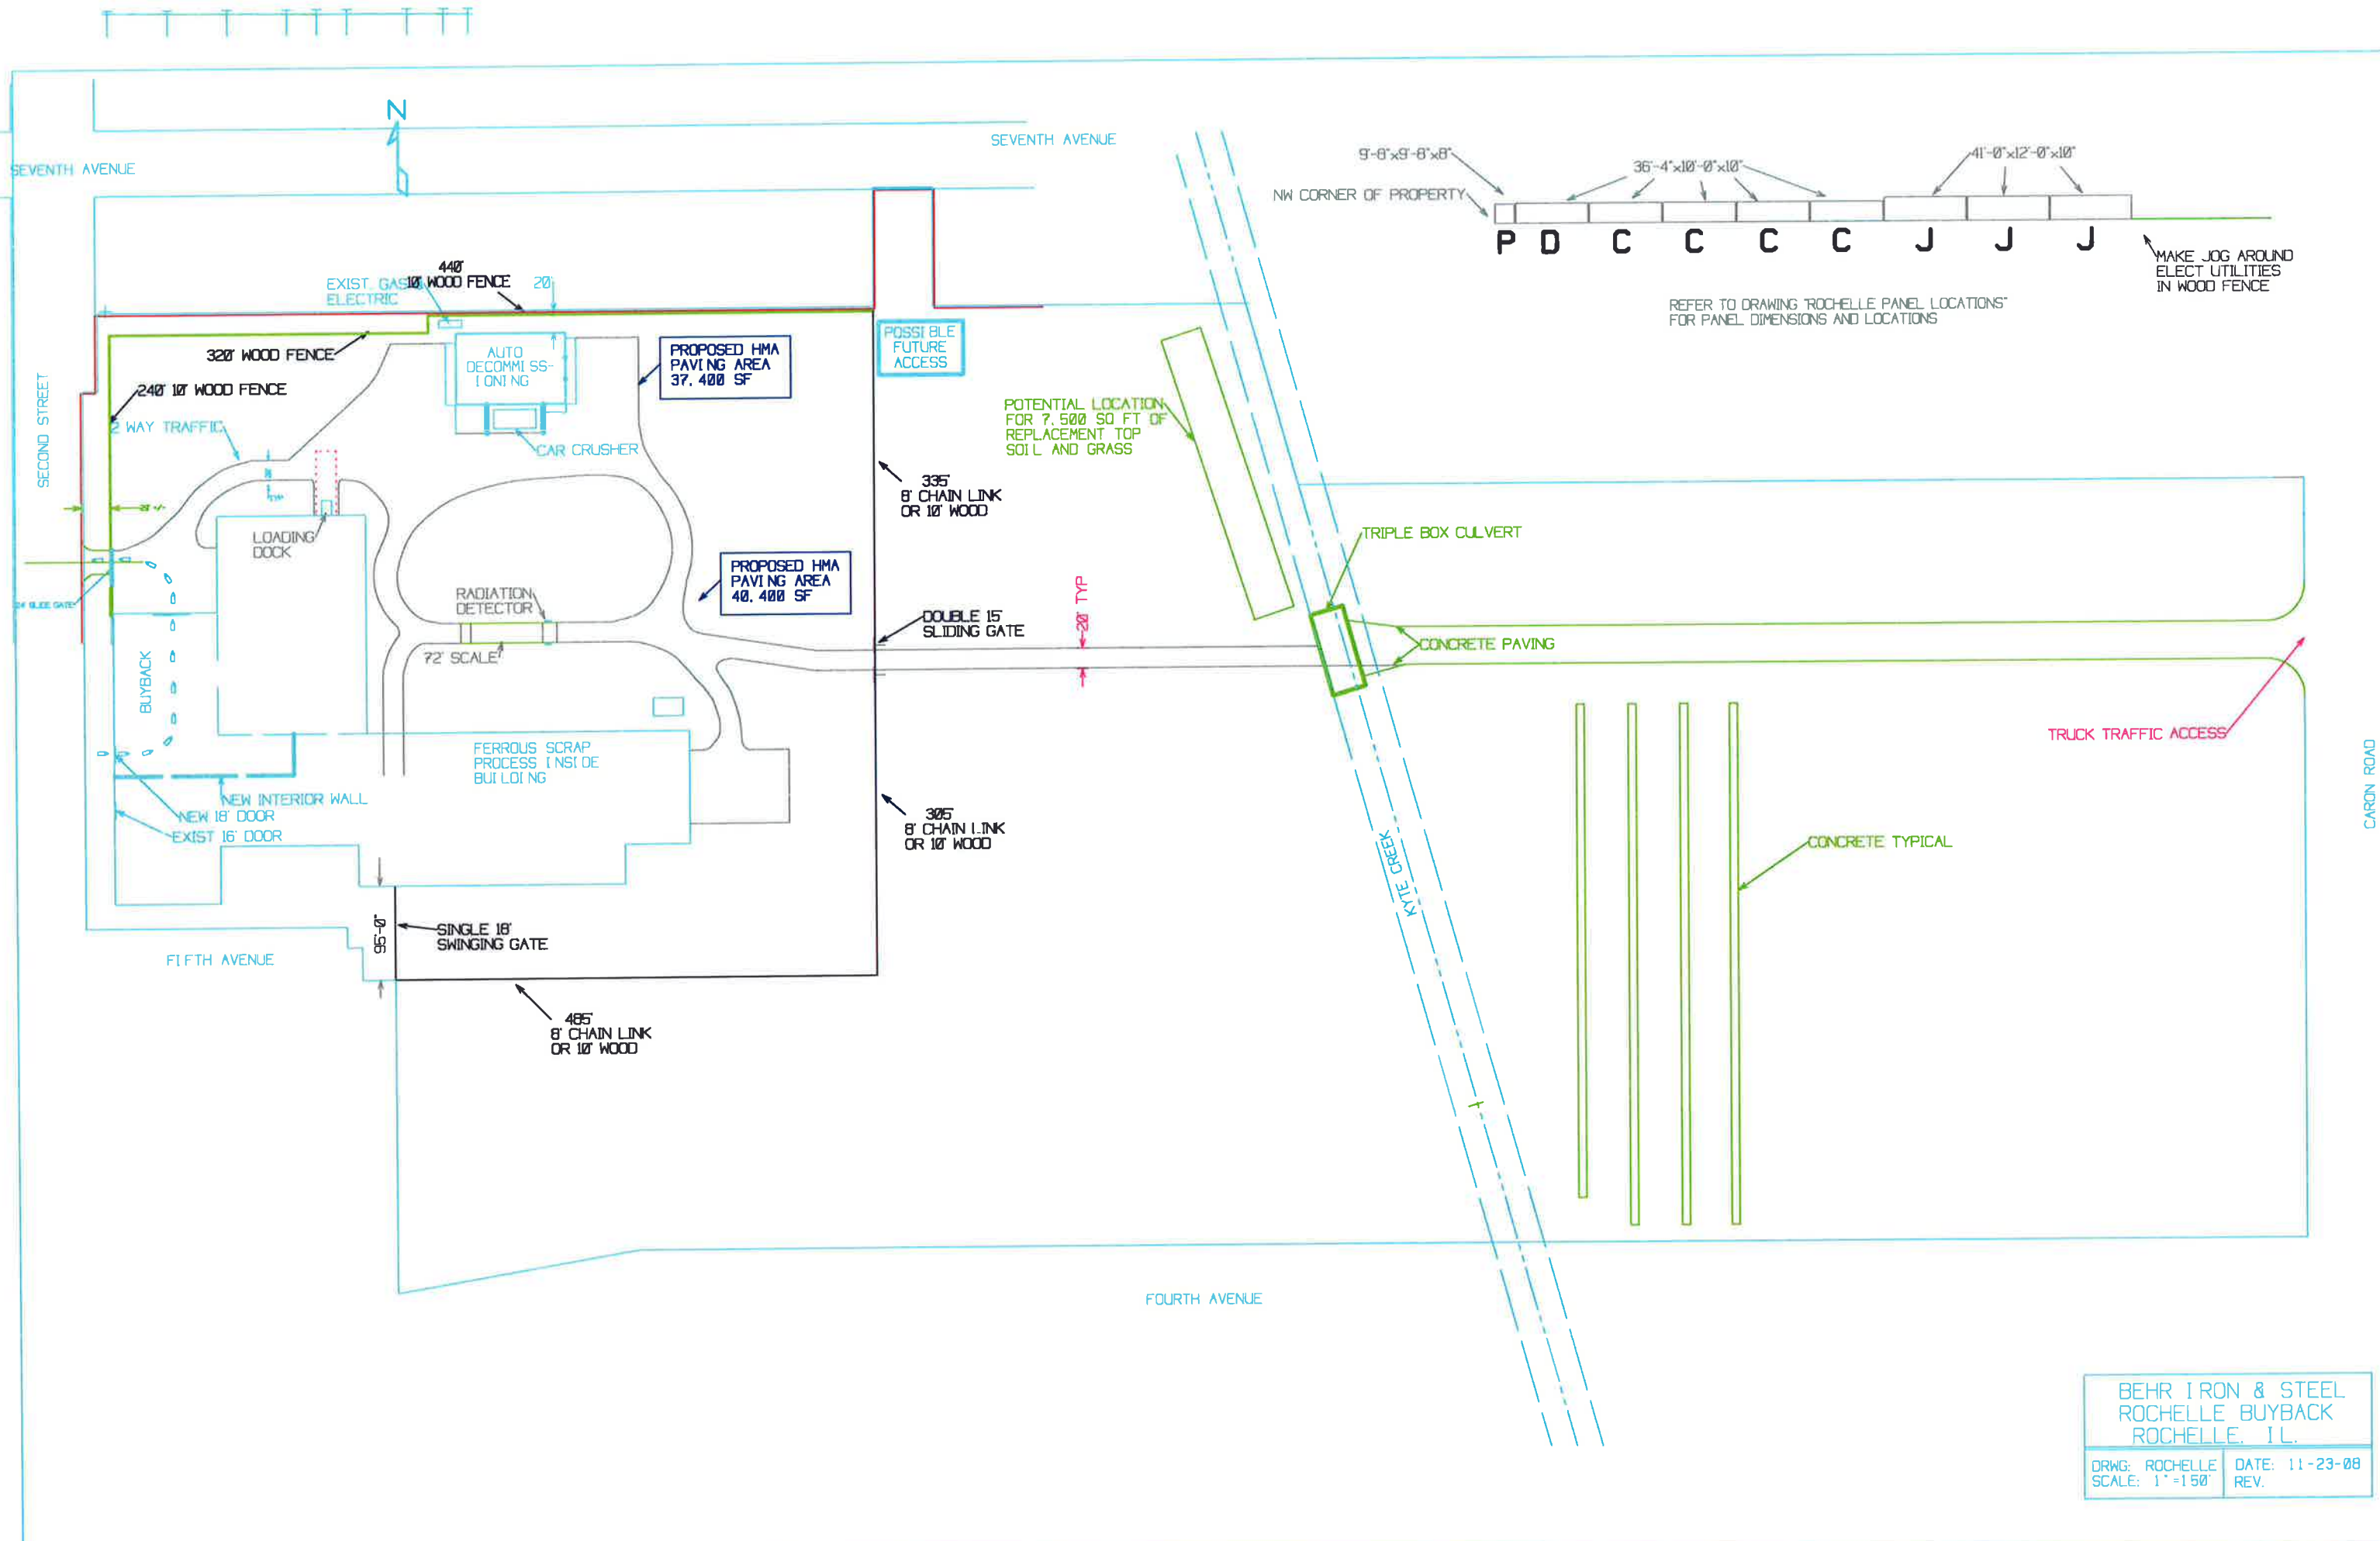 N
SEVENTH AVENUE
SEVENTH AVENUE
9'-8"x9'-8"x8"
36'-4"x10'-0"x10"
41'-0"x12'-0"x10"
NW CORNER OF PROPERTY
P D C C C C J J J
MAKE JOG AROUND
ELECT UTILITIES
IN WOOD FENCE
REFER TO DRAWING "ROCHELLE PANEL LOCATIONS"
FOR PANEL DIMENSIONS AND LOCATIONS
440'
10' WOOD FENCE
EXIST. GAS
ELECTRIC
20'
320' WOOD FENCE
240' 10' WOOD FENCE
2 WAY TRAFFIC
SECOND STREET
AUTO
DECOMMISS-
IONING
CAR CRUSHER
PROPOSED HMA
PAVING AREA
37,400 SF
POSSIBLE
FUTURE
ACCESS
POTENTIAL LOCATION
FOR 7,500 SQ FT OF
REPLACEMENT TOP
SOIL AND GRASS
335'
8' CHAIN LINK
OR 10' WOOD
TYP
LOADING
DOCK
TRIPLE BOX CULVERT
PROPOSED HMA
PAVING AREA
40,400 SF
RADIATION
DETECTOR
72' SCALE
24' SLIDE GATE
DOUBLE 15'
SLIDING GATE
20' TYP
CONCRETE PAVING
BUYBACK
TRUCK TRAFFIC ACCESS
CARON ROAD
FERROUS SCRAP
PROCESS INSIDE
BUILDING
NEW INTERIOR WALL
NEW 18' DOOR
EXIST 16' DOOR
305'
8' CHAIN LINK
OR 10' WOOD
KYTE CREEK
CONCRETE TYPICAL
95'-0"
SINGLE 18'
SWINGING GATE
FIFTH AVENUE
485'
8' CHAIN LINK
OR 10' WOOD
FOURTH AVENUE
BEHR IRON & STEEL
ROCHELLE BUYBACK
ROCHELLE, IL.
DRWG: ROCHELLE
SCALE: 1"=150'
DATE: 11-23-08
REV.